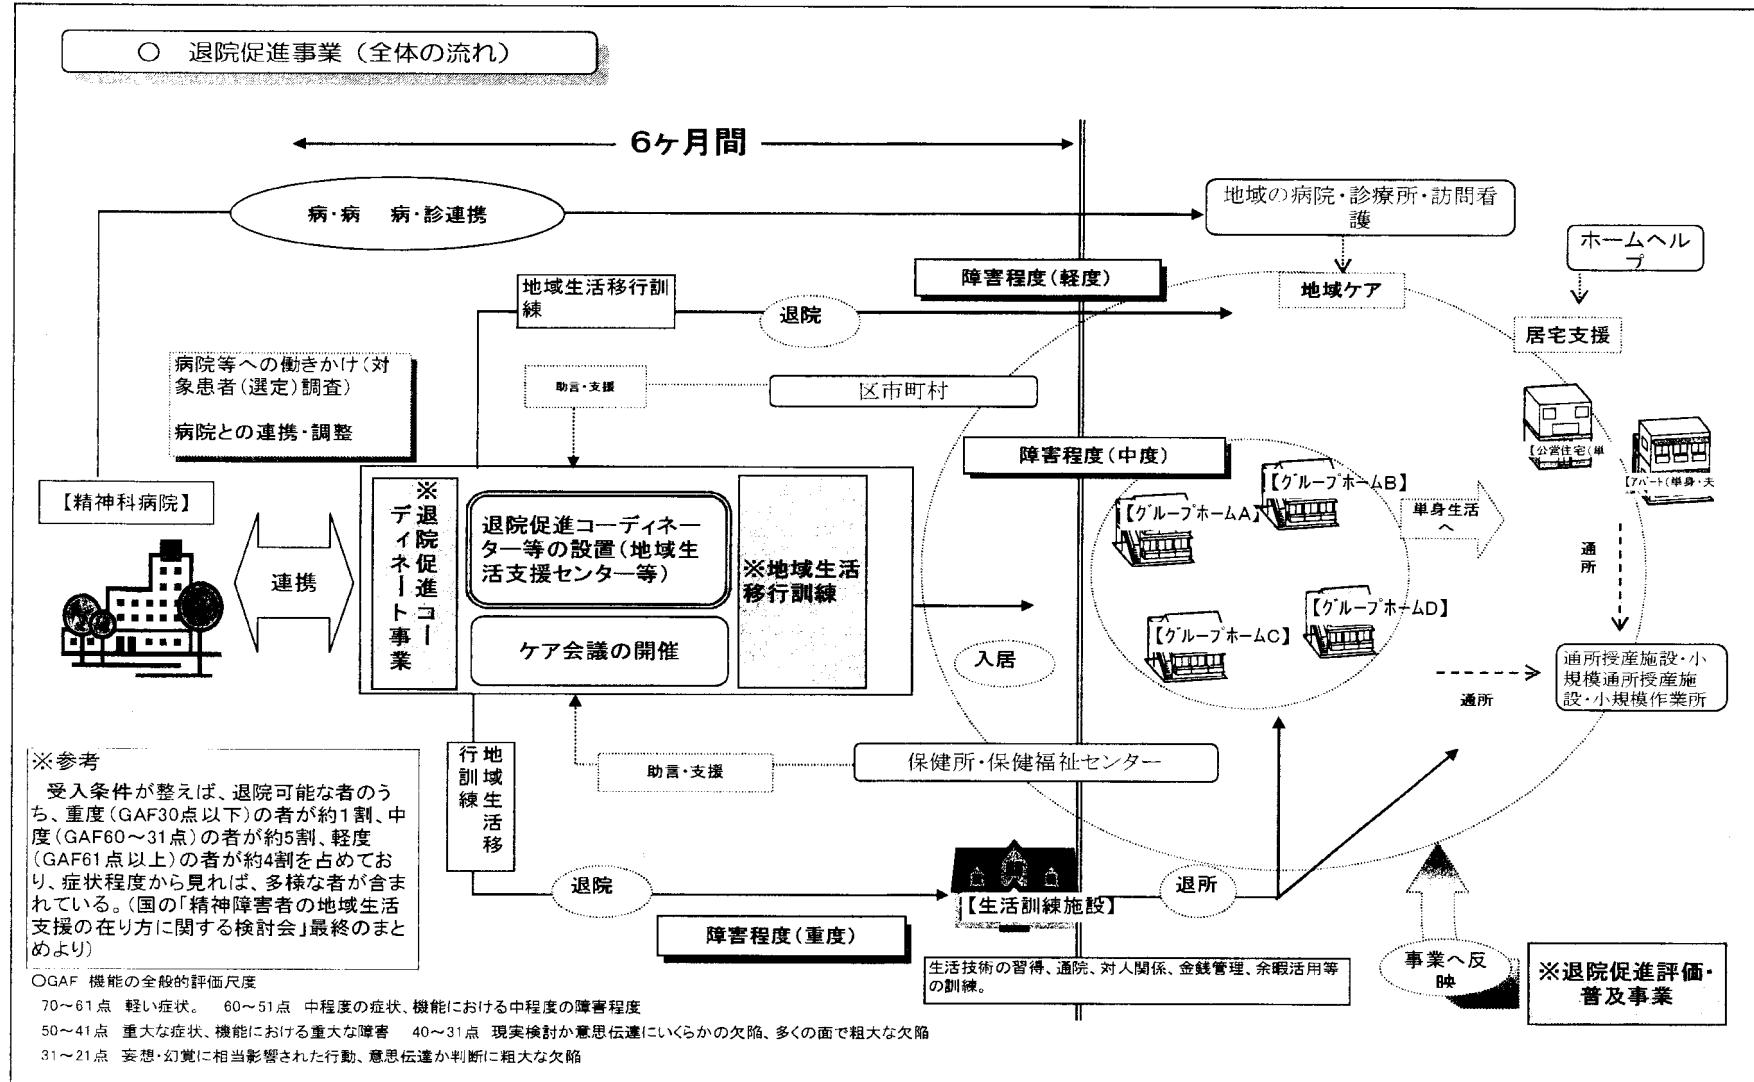 ○ 退院促進事業（全体の流れ）
6ヶ月間
病・病 病・診連携
地域の病院・診療所・訪問看
護
ホームヘル
プ
障害程度（軽度）
地域生活移行訓
練
退院
地域ケア
居宅支援
病院等への働きかけ（対
象患者（選定）調査）
病院との連携・調整
助言・支援
区市町村
【公営住宅（単
【アパート（単身・夫
障害程度（中度）
【精神科病院】
連携
※退院促進コー
ディネート事業
退院促進コーディネー
ター等の設置（地域生
活支援センター等）
ケア会議の開催
※地域生活
移行訓練
【グループホームA】
【グループホームB】
【グループホームC】
【グループホームD】
単身生活
へ
通所
入居
通所
通所授産施設・小
規模通所授産施
設・小規模作業所
地域生活移
行訓練
助言・支援
保健所・保健福祉センター
※参考
受入条件が整えば、退院可能な者のう
ち、重度（GAF30点以下）の者が約1割、中
度（GAF60～31点）の者が約5割、軽度
（GAF61点以上）の者が約4割を占めてお
り、症状程度から見れば、多様な者が含ま
れている。（国の「精神障害者の地域生活
支援の在り方に関する検討会」最終のまと
めより）
退院
【生活訓練施設】
退所
障害程度（重度）
生活技術の習得、通院、対人関係、金銭管理、余暇活用等
の訓練。
事業へ反
映
※退院促進評価・
普及事業
○GAF 機能の全般的評価尺度
70～61点 軽い症状。 60～51点 中程度の症状、機能における中程度の障害程度
50～41点 重大な症状、機能における重大な障害 40～31点 現実検討か意思伝達にいくらかの欠陥、多くの面で粗大な欠陥
31～21点 妄想・幻覚に相当影響された行動、意思伝達か判断に粗大な欠陥